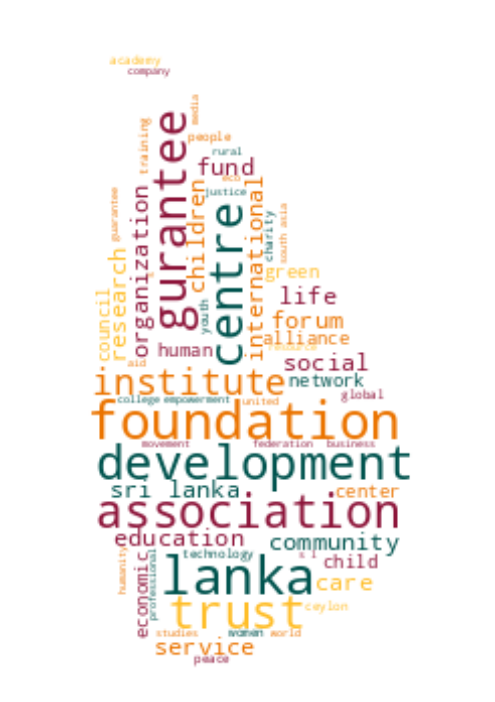 academy
company
media
training
people
rural
gurantee
fund
eco
justice
children
organization
guarantee
centre
international
charity
south asia
green
research
council
youth
life
forum
alliance
resource
human
aid
social
institute
network
global
college
empowerment
united
foundation
movement
federation
business
development
sri lanka
center
association
education
community
technology
s l
child
humanity
economic
professional
lanka
care
trust
ceylon
studies
women
world
service
peace